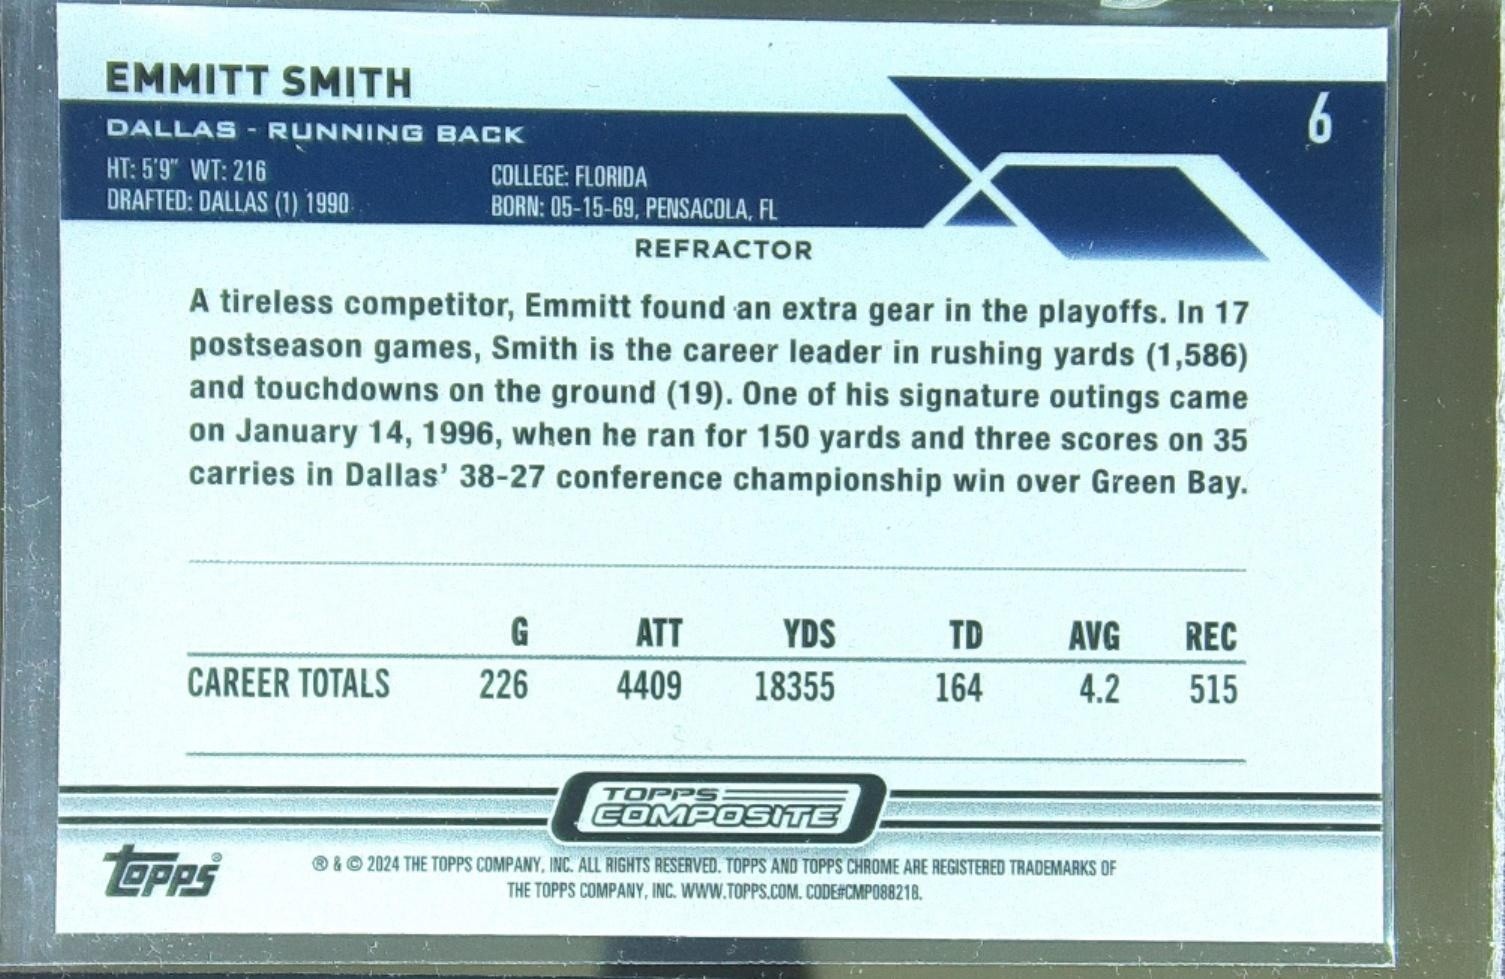 EMMITT SMITH
6
DALLAS - RUNNING BACK
HT: 5'9" WT: 216
COLLEGE: FLORIDA
DRAFTED: DALLAS (1) 1990
BORN: 05-15-69, PENSACOLA, FL
REFRACTOR
A tireless competitor, Emmitt found an extra gear in the playoffs. In 17
postseason games, Smith is the career leader in rushing yards (1,586)
and touchdowns on the ground (19). One of his signature outings came
on January 14, 1996, when he ran for 150 yards and three scores on 35
carries in Dallas' 38-27 conference championship win over Green Bay.
G ATT YDS TD AVG REC
CAREER TOTALS 226 4409 18355 164 4.2 515
TOPPS
COMPOSITE
Topps®
® & © 2024 THE TOPPS COMPANY, INC. ALL RIGHTS RESERVED. TOPPS AND TOPPS CHROME ARE REGISTERED TRADEMARKS OF
THE TOPPS COMPANY, INC. WWW.TOPPS.COM. CODE#CMP088218.